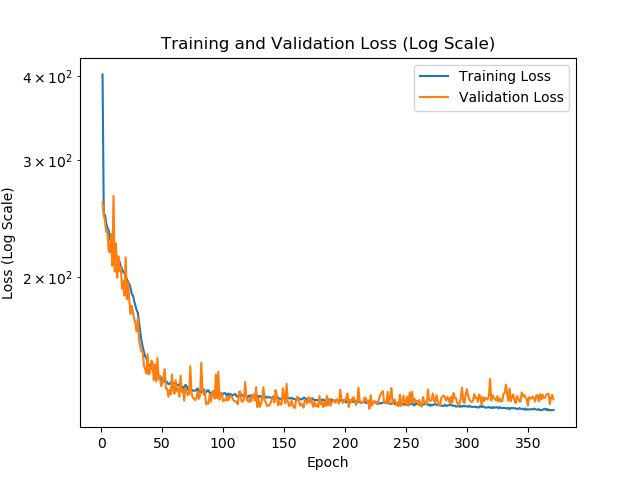 Training and Validation Loss (Log Scale)
Training Loss
Validation Loss
4 × 10²
3 × 10²
2 × 10²
Loss (Log Scale)
0 50 100 150 200 250 300 350
Epoch